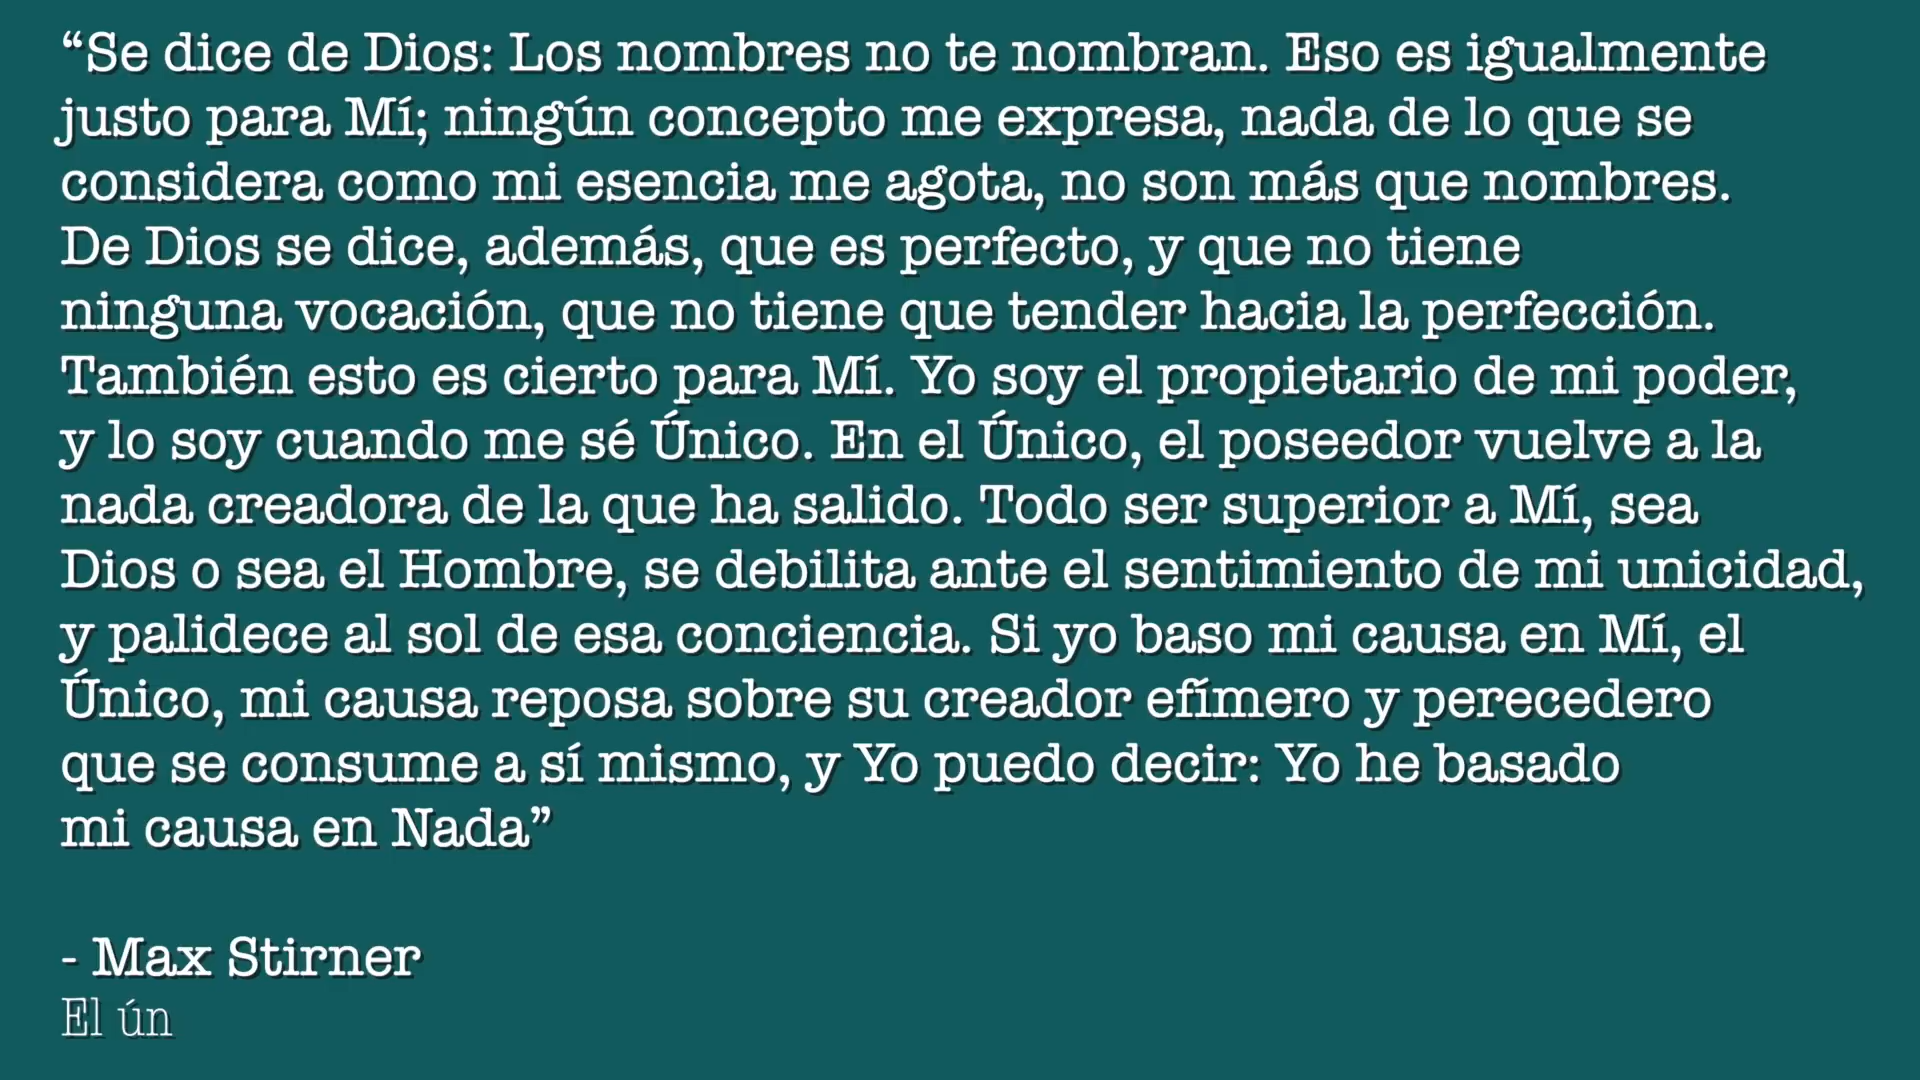 “Se dice de Dios: Los nombres no te nombran. Eso es igualmente
justo para Mí; ningún concepto me expresa, nada de lo que se
considera como mi esencia me agota, no son más que nombres.
De Dios se dice, además, que es perfecto, y que no tiene
ninguna vocación, que no tiene que tender hacia la perfección.
También esto es cierto para Mí. Yo soy el propietario de mi poder,
y lo soy cuando me sé Único. En el Único, el poseedor vuelve a la
nada creadora de la que ha salido. Todo ser superior a Mí, sea
Dios o sea el Hombre, se debilita ante el sentimiento de mi unicidad,
y palidece al sol de esa conciencia. Si yo baso mi causa en Mí, el
Único, mi causa reposa sobre su creador efímero y perecedero
que se consume a sí mismo, y Yo puedo decir: Yo he basado
mi causa en Nada”
- Max Stirner
El ún